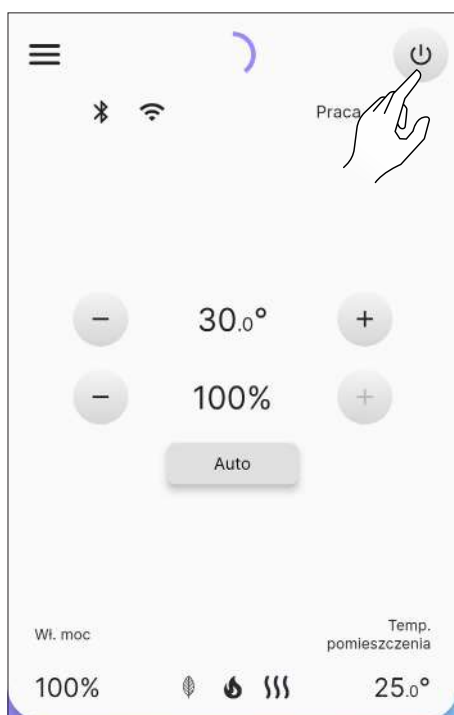 Praca
− 30.0° +
− 100% +
Auto
Wł. moc
Temp.
pomieszczenia
100%
25.0°